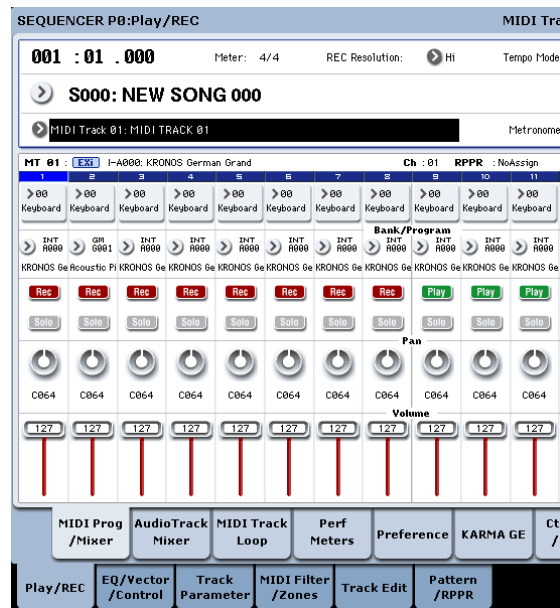 SEQUENCER P0:Play/REC MIDI Tra
001 : 01 . 000 Meter: 4/4 REC Resolution: Hi Tempo Mode
S000: NEW SONG 000
MIDI Track 01: MIDI TRACK 01 Metronome
MT 01 : EXi I-A000: KRONOS German Grand Ch :01 RPPR :NoAssign
1 2 3 4 5 6 7 8 9 10 11
>00 >00 >00 >00 >00 >00 >00 >00 >00 >00 >00
Keyboard Keyboard Keyboard Keyboard Keyboard Keyboard Keyboard Keyboard Keyboard Keyboard Keyboard
Bank/Program
INT GM INT INT INT INT INT INT INT INT INT
A000 G001 A000 A000 A000 A000 A000 A000 A000 A000 A000
KRONOS Ge Acoustic Pi KRONOS Ge KRONOS Ge KRONOS Ge KRONOS Ge KRONOS Ge KRONOS Ge KRONOS Ge KRONOS Ge KRONOS Ge
Rec Rec Rec Rec Rec Rec Rec Rec Play Play Play
Solo Solo Solo Solo Solo Solo Solo Solo Solo Solo Solo
Pan
C064 C064 C064 C064 C064 C064 C064 C064 C064 C064 C064
Volume
127 127 127 127 127 127 127 127 127 127 127
MIDI Prog AudioTrack MIDI Track Perf Preference KARMA GE Ct
/Mixer Mixer Loop Meters /
Play/REC EQ/Vector Track MIDI Filter Track Edit Pattern
/Control Parameter /Zones /RPPR